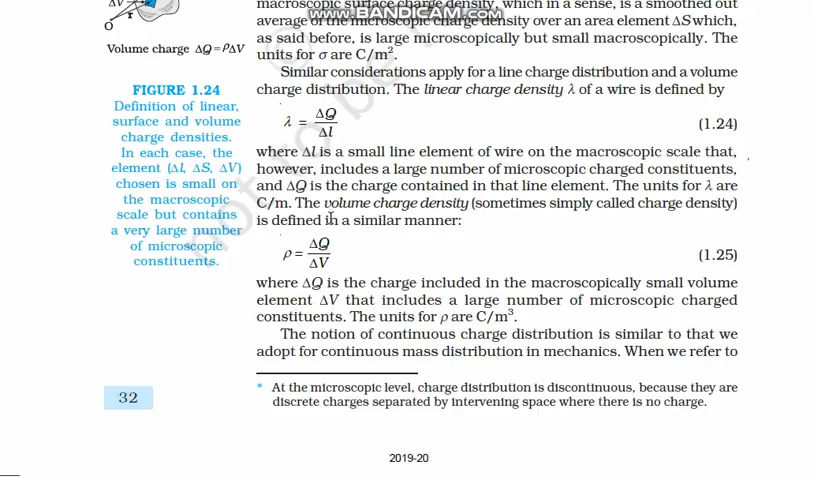 ΔV
r
O
Volume charge ΔQ = ρΔV
FIGURE 1.24
Definition of linear,
surface and volume
charge densities.
In each case, the
element (Δl, ΔS, ΔV)
chosen is small on
the macroscopic
scale but contains
a very large number
of microscopic
constituents.
32
macroscopic surface charge density, which in a sense, is a smoothed out
average of the microscopic charge density over an area element ΔS which,
as said before, is large microscopically but small macroscopically. The
units for σ are C/m².
Similar considerations apply for a line charge distribution and a volume
charge distribution. The linear charge density λ of a wire is defined by
λ = ΔQ/Δl (1.24)
where Δl is a small line element of wire on the macroscopic scale that,
however, includes a large number of microscopic charged constituents,
and ΔQ is the charge contained in that line element. The units for λ are
C/m. The volume charge density (sometimes simply called charge density)
is defined in a similar manner:
ρ = ΔQ/ΔV (1.25)
where ΔQ is the charge included in the macroscopically small volume
element ΔV that includes a large number of microscopic charged
constituents. The units for ρ are C/m³.
The notion of continuous charge distribution is similar to that we
adopt for continuous mass distribution in mechanics. When we refer to
* At the microscopic level, charge distribution is discontinuous, because they are
discrete charges separated by intervening space where there is no charge.
2019-20
www.BANDICAM.com
© not to be